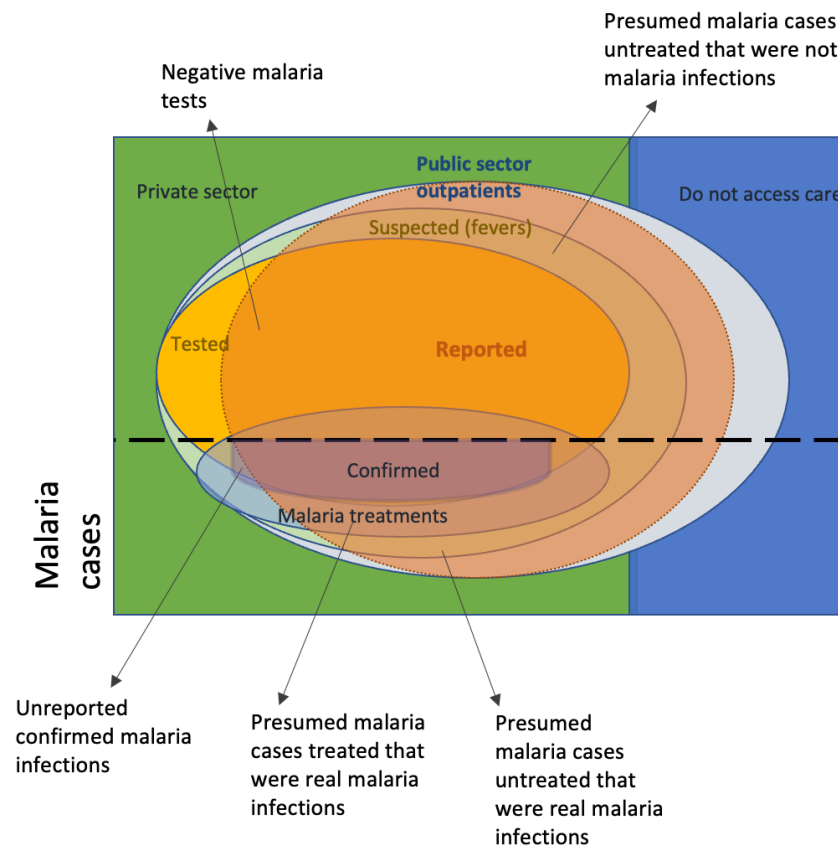 Presumed malaria cases
untreated that were not
malaria infections
Negative malaria
tests
Public sector
outpatients
Private sector
Do not access care
Suspected (fevers)
Tested
Reported
Confirmed
Malaria treatments
Malaria
cases
Unreported
confirmed malaria
infections
Presumed malaria
cases treated that
were real malaria
infections
Presumed
malaria cases
untreated that
were real malaria
infections